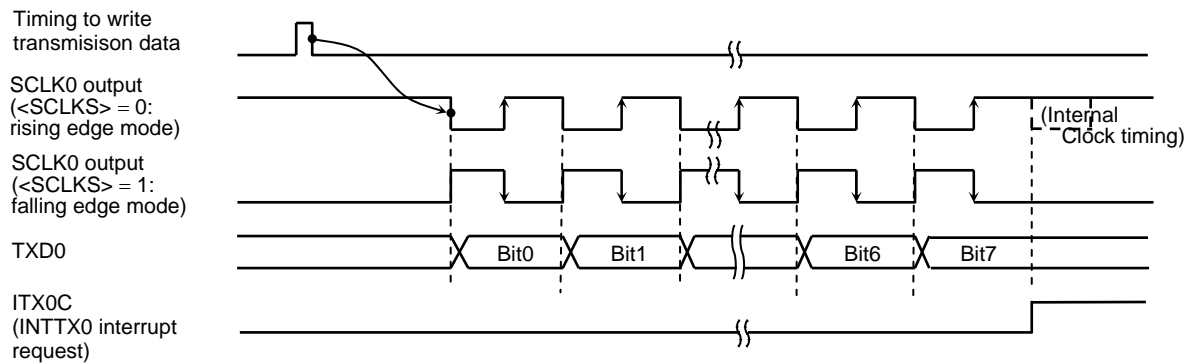 Timing to write
transmisison data
SCLK0 output
(<SCLKS> = 0:
rising edge mode)
(Internal
Clock timing)
SCLK0 output
(<SCLKS> = 1:
falling edge mode)
TXD0
Bit0
Bit1
Bit6
Bit7
ITX0C
(INTTX0 interrupt
request)